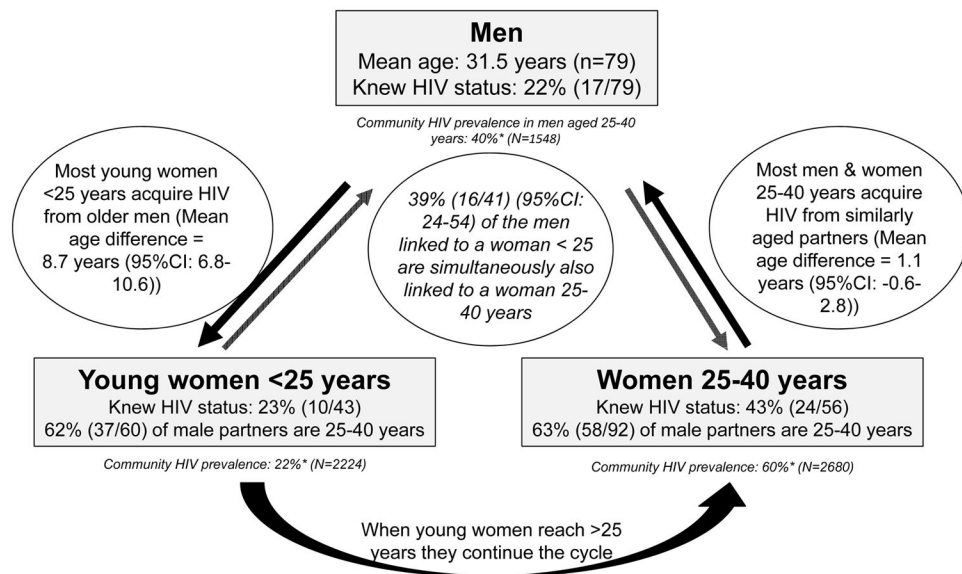 Men
Mean age: 31.5 years (n=79)
Knew HIV status: 22% (17/79)
Community HIV prevalence in men aged 25-40
years: 40%* (N=1548)
Most young women
<25 years acquire HIV
from older men (Mean
age difference =
8.7 years (95%CI: 6.8-
10.6))
39% (16/41) (95%CI:
24-54) of the men
linked to a woman < 25
are simultaneously also
linked to a woman 25-
40 years
Most men & women
25-40 years acquire
HIV from similarly
aged partners (Mean
age difference = 1.1
years (95%CI: -0.6-
2.8))
Young women <25 years
Knew HIV status: 23% (10/43)
62% (37/60) of male partners are 25-40 years
Community HIV prevalence: 22%* (N=2224)
Women 25-40 years
Knew HIV status: 43% (24/56)
63% (58/92) of male partners are 25-40 years
Community HIV prevalence: 60%* (N=2680)
When young women reach >25
years they continue the cycle